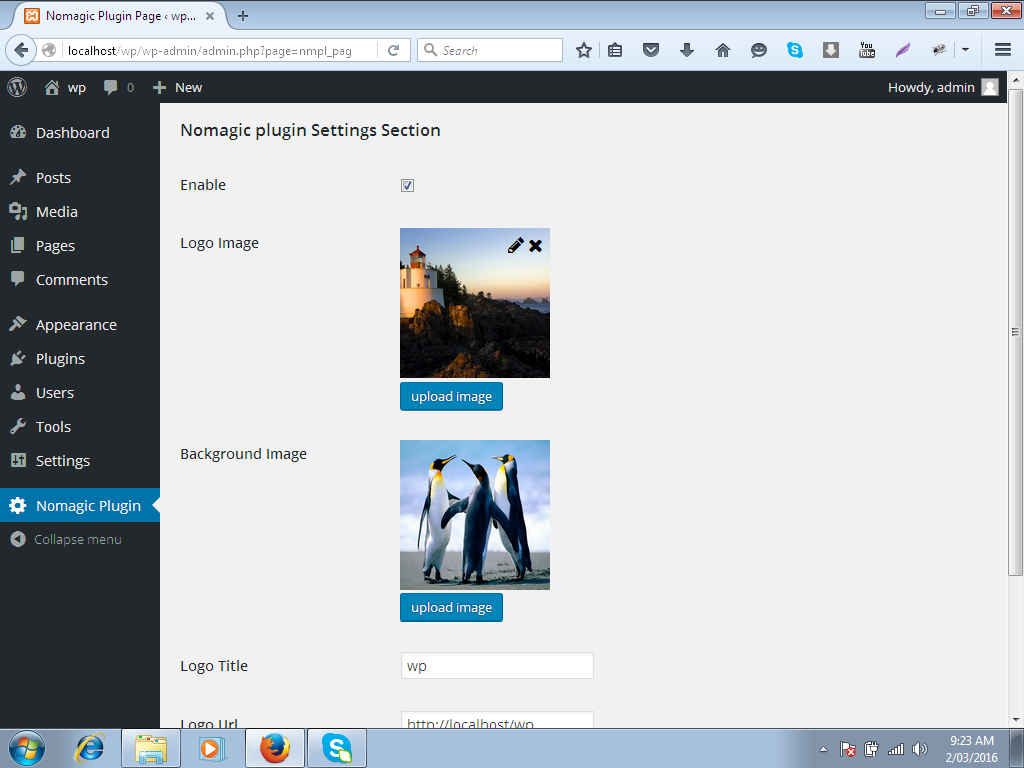 Nomagic Plugin Page ‹ wp...
localhost/wp/wp-admin/admin.php?page=nmpl_pag
Search
You
Tube
wp
0
New
Howdy, admin
Dashboard
Posts
Media
Pages
Comments
Appearance
Plugins
Users
Tools
Settings
Nomagic Plugin
Collapse menu
Nomagic plugin Settings Section
Enable
Logo Image
upload image
Background Image
upload image
Logo Title
wp
Logo Url
http://localhost/wp
9:23 AM
2/03/2016